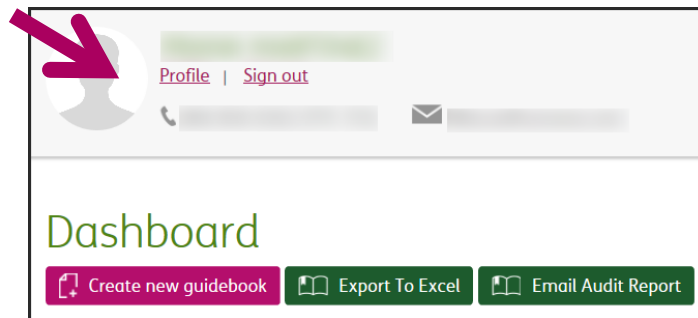 Profile | Sign out
Dashboard
Create new guidebook Export To Excel Email Audit Report